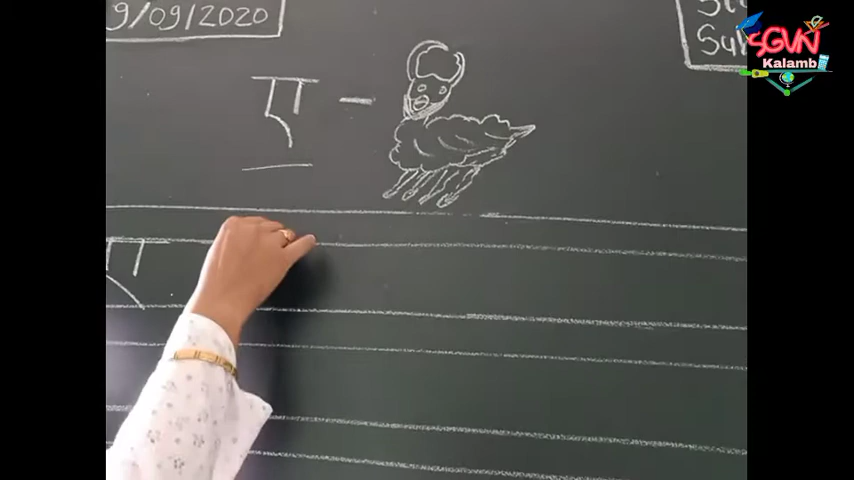 9/09/2020
SGVN
Kalamb
ए -
ए